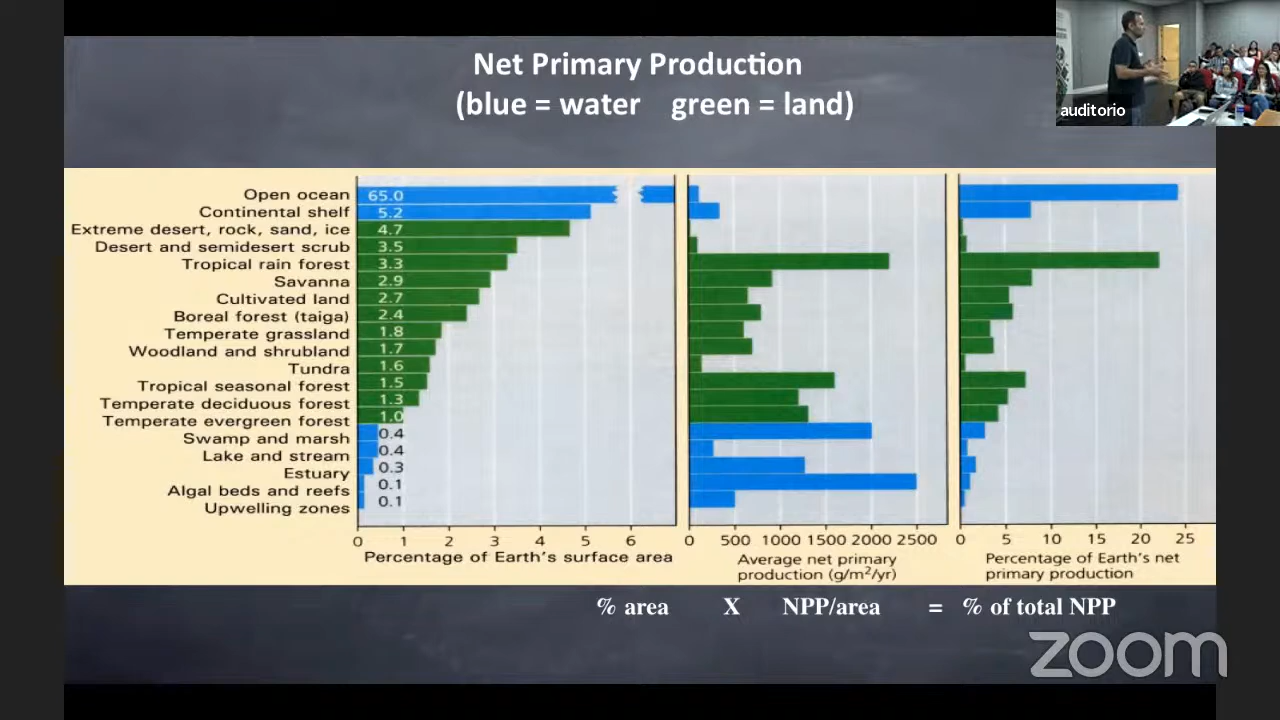 Net Primary Production
(blue = water green = land)
auditorio
Open ocean
Continental shelf
Extreme desert, rock, sand, ice
Desert and semidesert scrub
Tropical rain forest
Savanna
Cultivated land
Boreal forest (taiga)
Temperate grassland
Woodland and shrubland
Tundra
Tropical seasonal forest
Temperate deciduous forest
Temperate evergreen forest
Swamp and marsh
Lake and stream
Estuary
Algal beds and reefs
Upwelling zones
65.0
5.2
4.7
3.5
3.3
2.9
2.7
2.4
1.8
1.7
1.6
1.5
1.3
1.0
0.4
0.4
0.3
0.1
0.1
0 1 2 3 4 5 6
Percentage of Earth's surface area
0 500 1000 1500 2000 2500
Average net primary
production (g/m²/yr)
0 5 10 15 20 25
Percentage of Earth's net
primary production
% area X NPP/area = % of total NPP
zoom